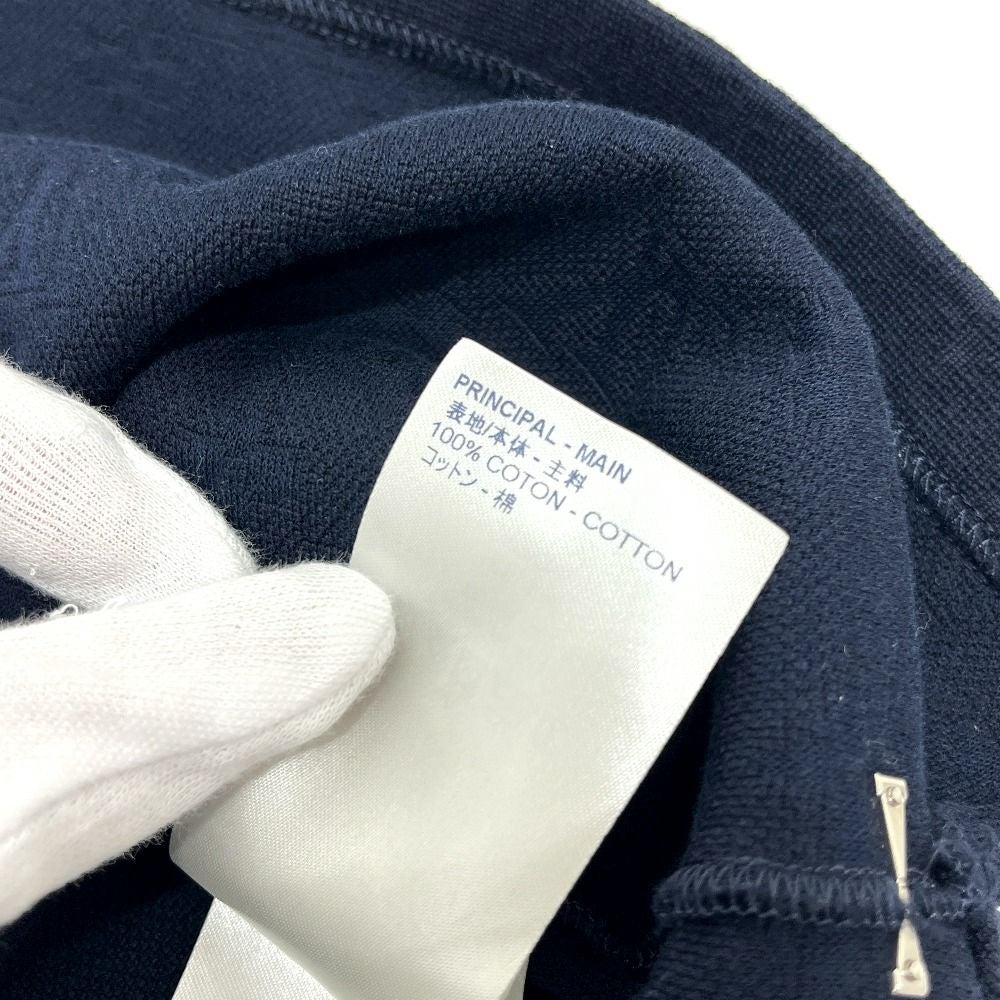 PRINCIPAL - MAIN
表地/本体 - 主料
100% COTON - COTTON
コットン - 棉